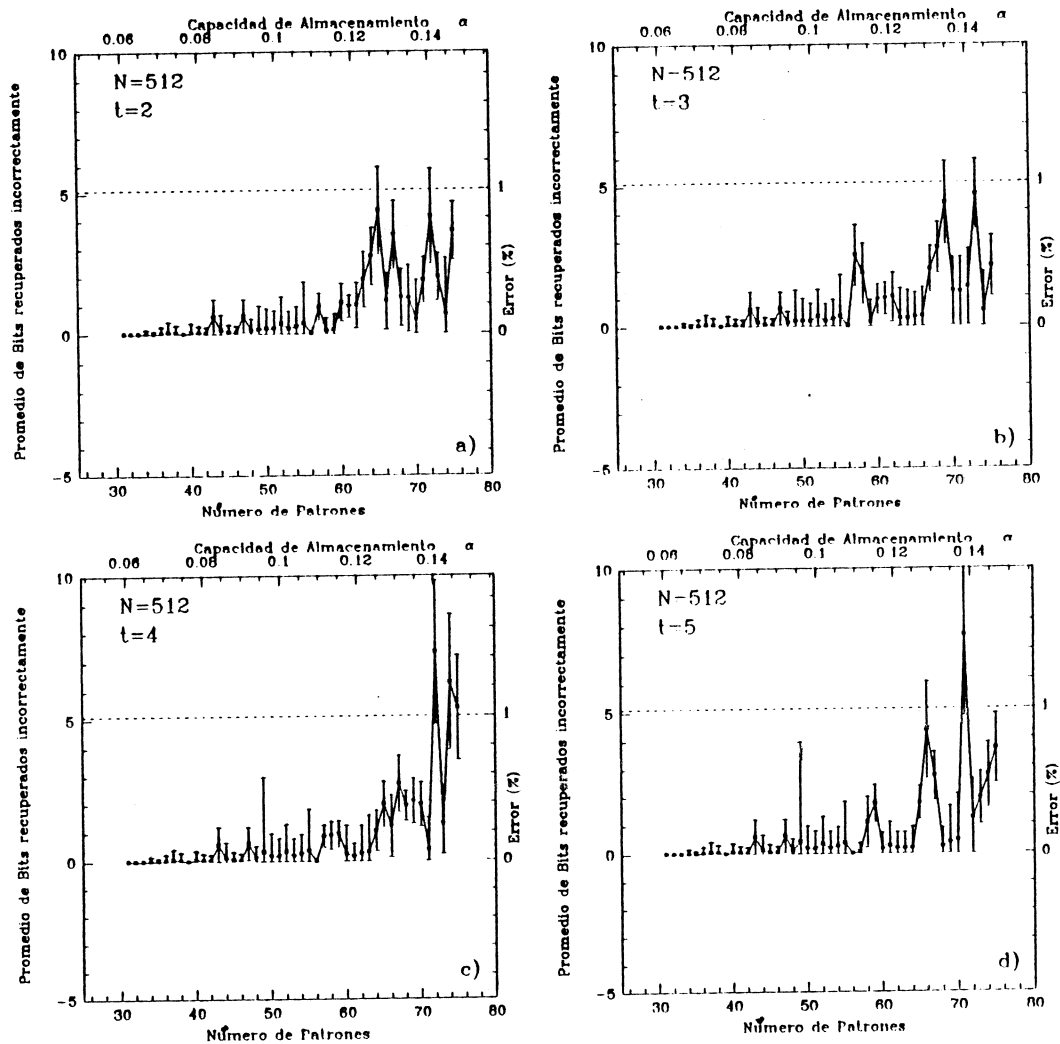 Capacidad de Almacenamiento α
0.06 0.08 0.1 0.12 0.14
10
5
0
-5
Promedio de Bits recuperados incorrectamente
N=512
t=2
1
0
Error (%)
a)
30 40 50 60 70 80
Número de Patrones
Capacidad de Almacenamiento α
0.06 0.08 0.1 0.12 0.14
10
5
0
-5
Promedio de Bits recuperados incorrectamente
N=512
t=3
1
0
Error (%)
b)
30 40 50 60 70 80
Número de Patrones
Capacidad de Almacenamiento α
0.06 0.08 0.1 0.12 0.14
10
5
0
-5
Promedio de Bits recuperados incorrectamente
N=512
t=4
1
0
Error (%)
c)
30 40 50 60 70 80
Número de Patrones
Capacidad de Almacenamiento α
0.06 0.08 0.1 0.12 0.14
10
5
0
-5
Promedio de Bits recuperados incorrectamente
N=512
t=5
1
0
Error (%)
d)
30 40 50 60 70 80
Número de Patrones